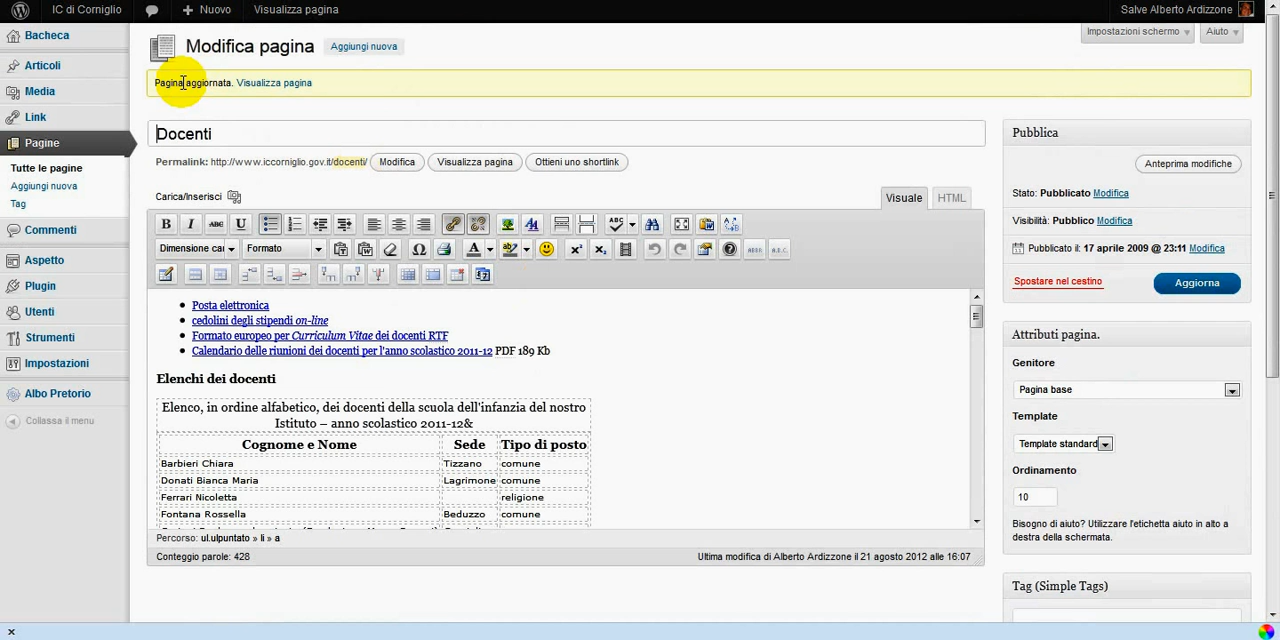 IC di Corniglio
Nuovo
Visualizza pagina
Salve Alberto Ardizzone
Bacheca
Articoli
Media
Link
Pagine
Tutte le pagine
Aggiungi nuova
Tag
Commenti
Aspetto
Plugin
Utenti
Strumenti
Impostazioni
Albo Pretorio
Collassa il menu
Modifica pagina Aggiungi nuova
Impostazioni schermo Aiuto
Pagina aggiornata. Visualizza pagina
Docenti
Permalink: http://www.iccorniglio.gov.it/docenti/ Modifica Visualizza pagina Ottieni uno shortlink
Carica/Inserisci
Visuale HTML
B I ABC U ABC
Dimensione car Formato
Posta elettronica
cedolini degli stipendi on-line
Formato europeo per Curriculum Vitae dei docenti RTF
Calendario delle riunioni dei docenti per l'anno scolastico 2011-12 PDF 189 Kb
Elenchi dei docenti
Elenco, in ordine alfabetico, dei docenti della scuola dell'infanzia del nostro
Istituto – anno scolastico 2011-12&
Cognome e Nome Sede Tipo di posto
Barbieri Chiara Tizzano comune
Donati Bianca Maria Lagrimone comune
Ferrari Nicoletta religione
Fontana Rossella Beduzzo comune
Percorso: ul.ulpuntato » li » a
Conteggio parole: 428
Ultima modifica di Alberto Ardizzone il 21 agosto 2012 alle 16:07
Pubblica
Anteprima modifiche
Stato: Pubblicato Modifica
Visibilità: Pubblico Modifica
Pubblicato il: 17 aprile 2009 @ 23:11 Modifica
Spostare nel cestino Aggiorna
Attributi pagina.
Genitore
Pagina base
Template
Template standard
Ordinamento
10
Bisogno di aiuto? Utilizzare l'etichetta aiuto in alto a
destra della schermata.
Tag (Simple Tags)